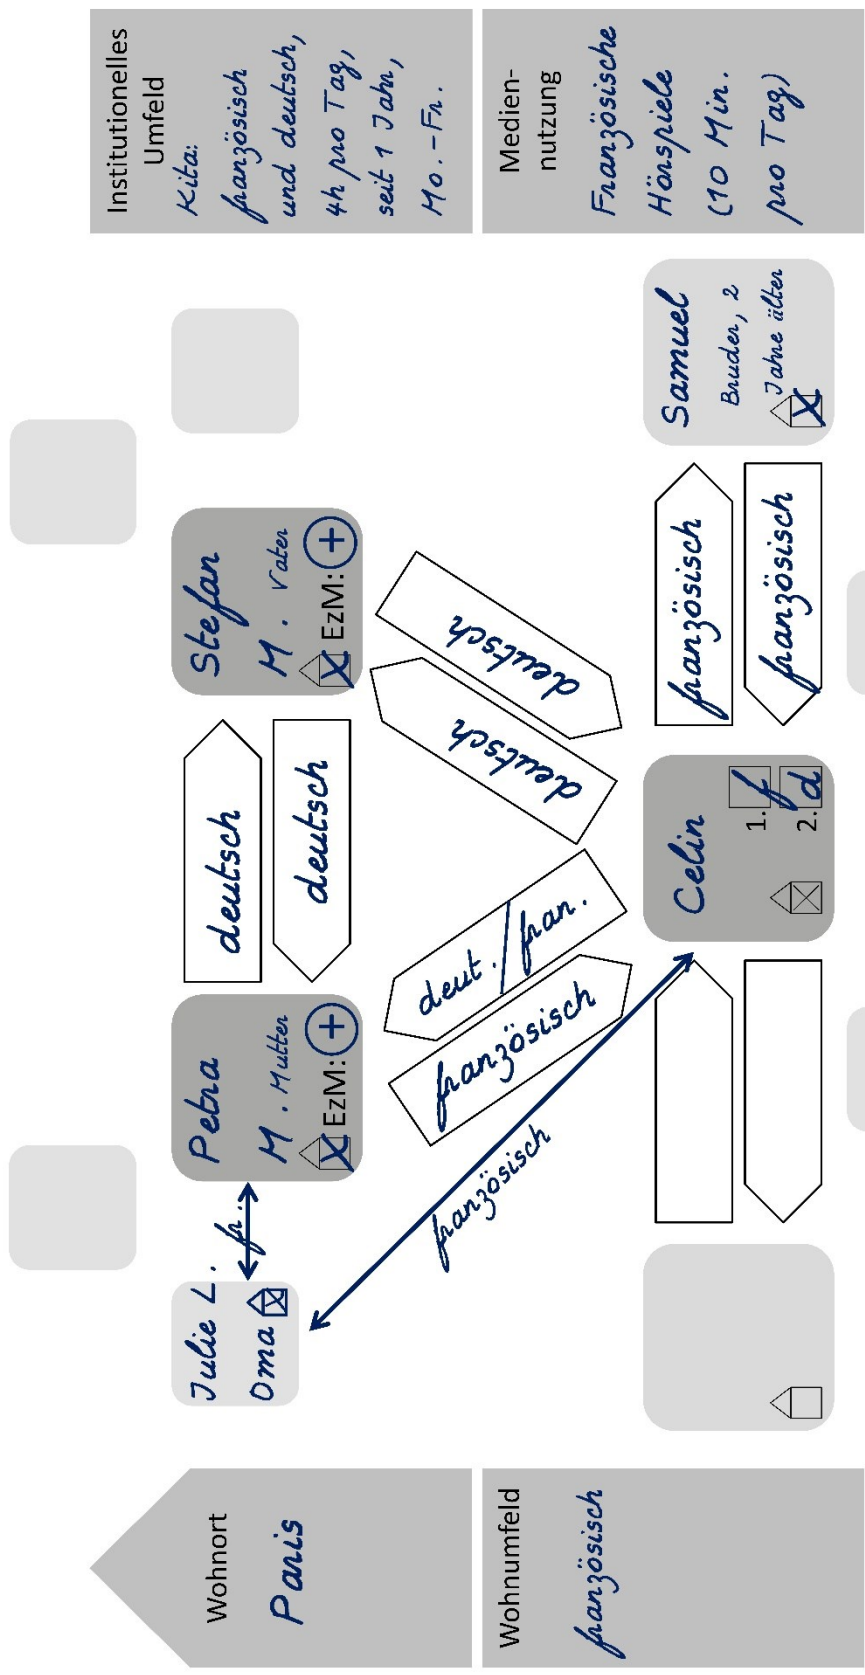 Wohnort
Paris
Wohnumfeld
französisch
Julie L.
Oma
fr.
Petra
M. Mutter
EzM: +
deutsch
deutsch
Stefan
M. Vater
EzM: +
französisch
französisch
deut./fran.
deutsch
deutsch
Celin
1. f
2. d
französisch
französisch
Samuel
Bruder, 2
Jahre älter
Institutionelles
Umfeld
Kita:
französisch
und deutsch,
4h pro Tag,
seit 1 Jahr,
Mo.-Fr.
Medien-
nutzung
Französische
Hörspiele
(10 Min.
pro Tag)